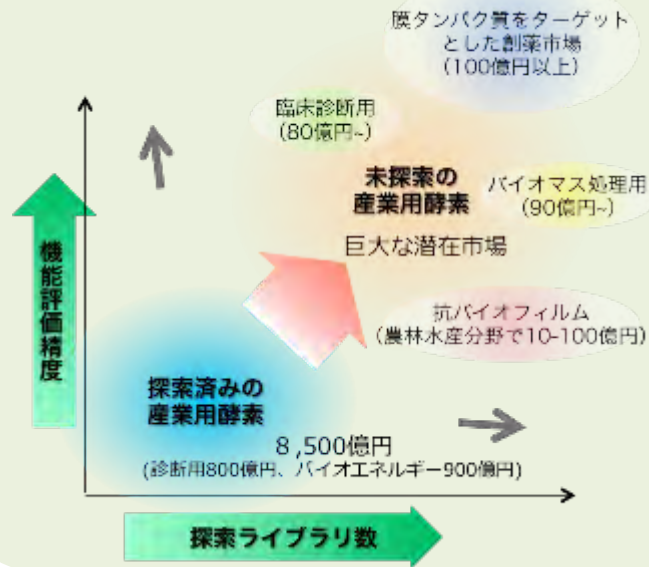 膜タンパク質をターゲット
とした創薬市場
(100億円以上)
臨床診断用
(80億円~)
未探索の
産業用酵素
巨大な潜在市場
バイオマス処理用
(90億円~)
抗バイオフィルム
(農林水産分野で10-100億円)
機能評価精度
探索済みの
産業用酵素
8,500億円
(診断用800億円、バイオエネルギー900億円)
探索ライブラリ数